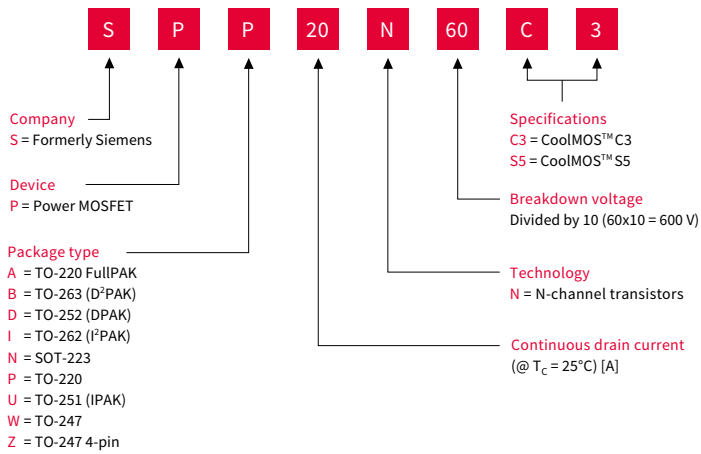 S P P 20 N 60 C 3
Company
S = Formerly Siemens
Device
P = Power MOSFET
Package type
A = TO-220 FullPAK
B = TO-263 (D²PAK)
D = TO-252 (DPAK)
I = TO-262 (I²PAK)
N = SOT-223
P = TO-220
U = TO-251 (IPAK)
W = TO-247
Z = TO-247 4-pin
Specifications
C3 = CoolMOS™ C3
S5 = CoolMOS™ S5
Breakdown voltage
Divided by 10 (60x10 = 600 V)
Technology
N = N-channel transistors
Continuous drain current
(@ T_C = 25°C) [A]